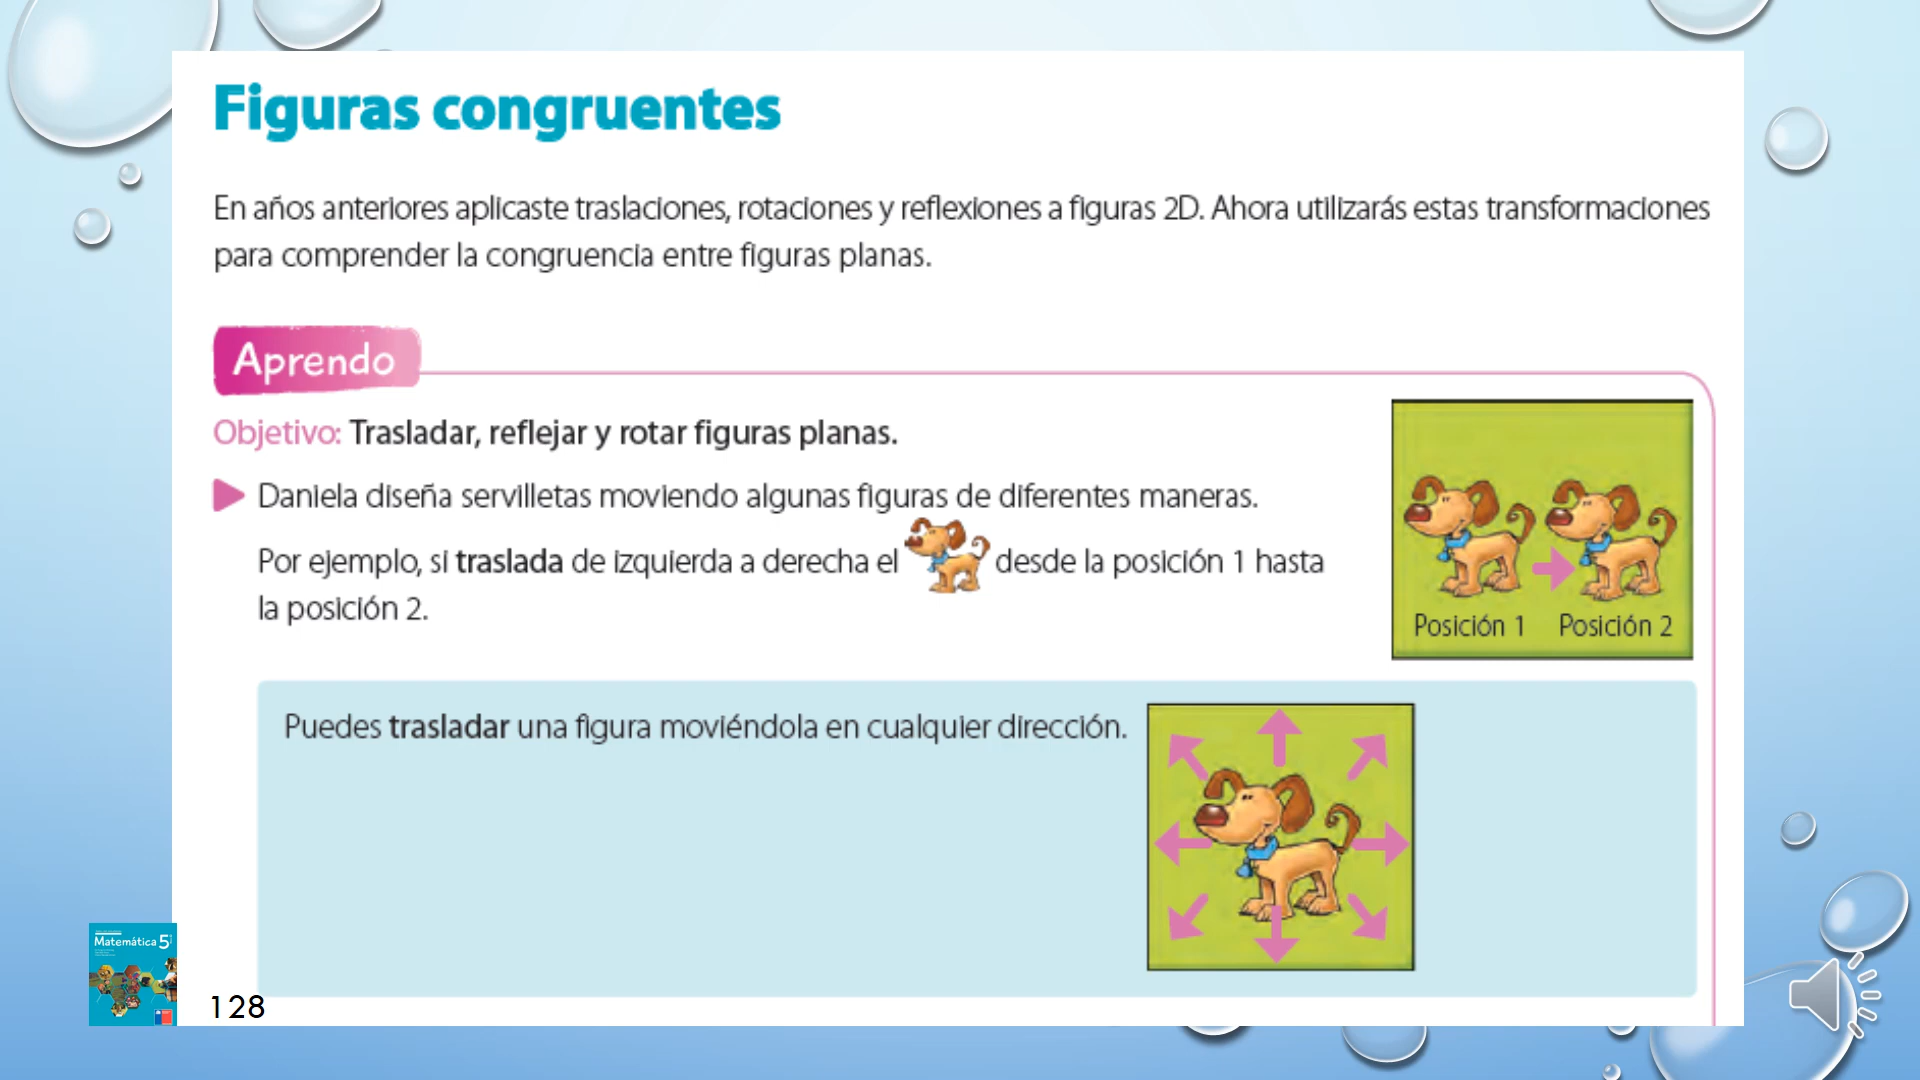 Figuras congruentes
En años anteriores aplicaste traslaciones, rotaciones y reflexiones a figuras 2D. Ahora utilizarás estas transformaciones
para comprender la congruencia entre figuras planas.
Aprendo
Objetivo: Trasladar, reflejar y rotar figuras planas.
Daniela diseña servilletas moviendo algunas figuras de diferentes maneras.
Por ejemplo, si traslada de izquierda a derecha el desde la posición 1 hasta
la posición 2.
Posición 1 Posición 2
Puedes trasladar una figura moviéndola en cualquier dirección.
Matemática 5
128